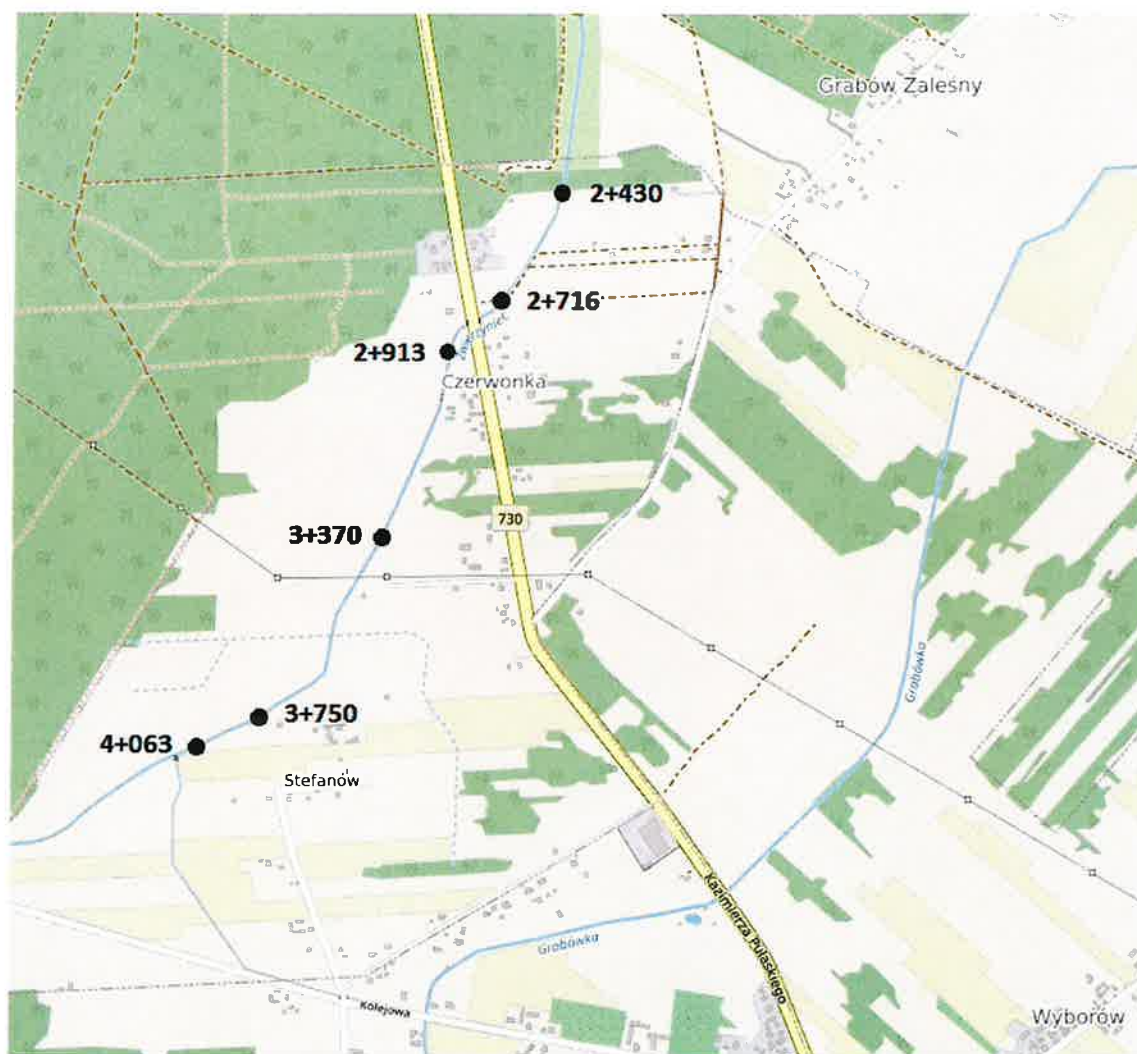 Grabów Zaleśny
2+430
2+716
2+913
Czerwonka
3+370
730
Grobówka
3+750
4+063
Stefanów
Kazimierza Pułaskiego
Grobówka
Kolejowa
Wyborów